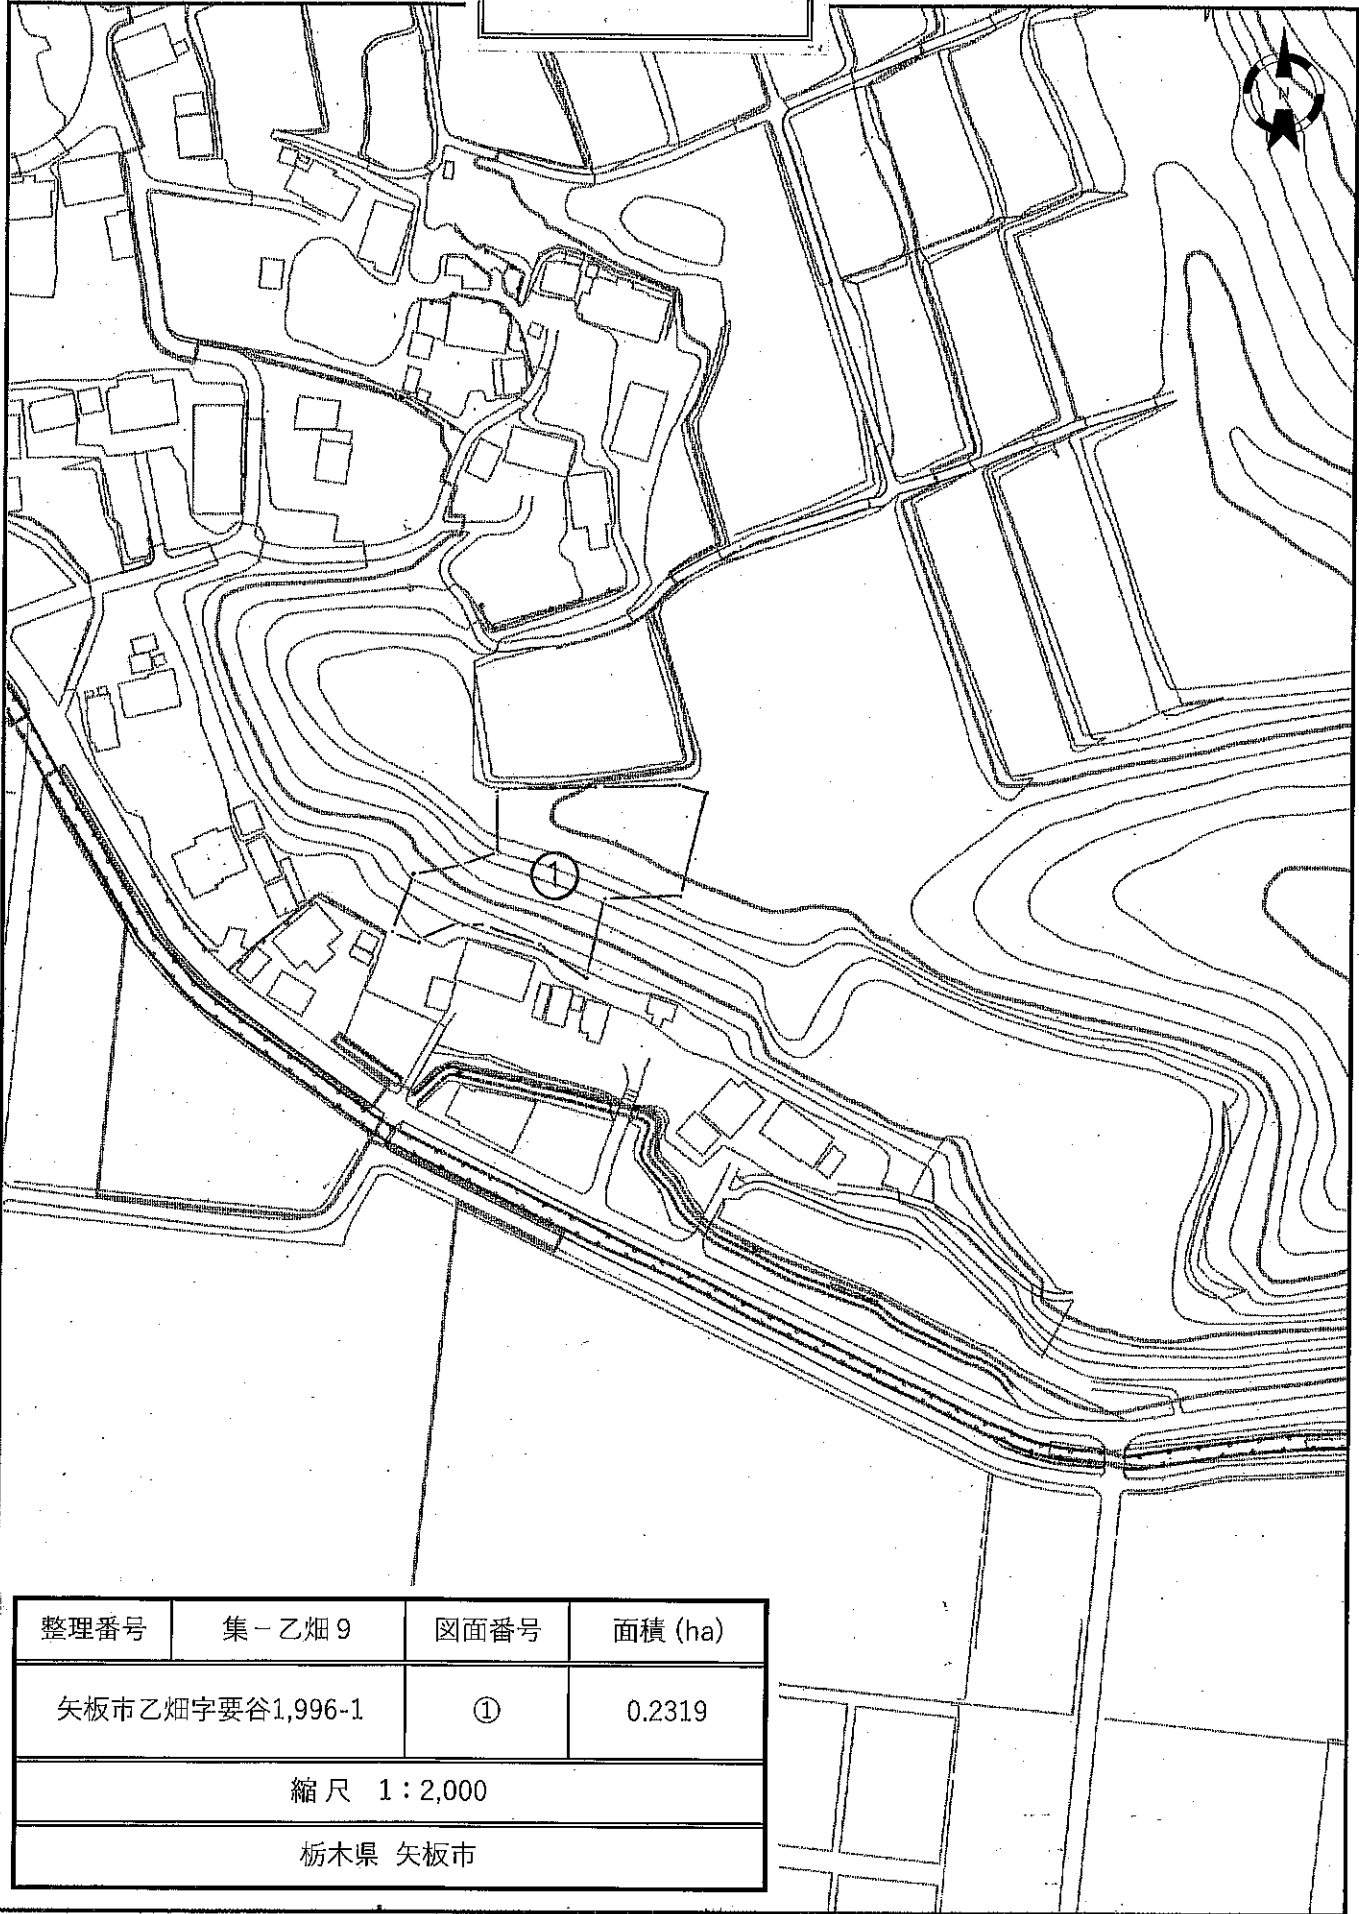 N
①
整理番号 集－乙畑９ 図面番号 面積 (ha)
矢板市乙畑字要谷1,996-1 ① 0.2319
縮尺 1：2,000
栃木県 矢板市